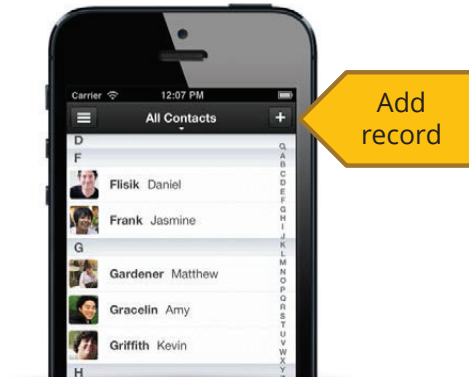 Carrier 12:07 PM
All Contacts +
Add
record
D
F
Flisik Daniel
Frank Jasmine
G
Gardener Matthew
Gracelin Amy
Griffith Kevin
H
A
B
C
D
E
F
G
H
I
J
K
L
M
N
O
P
Q
R
S
T
U
V
W
X
Y